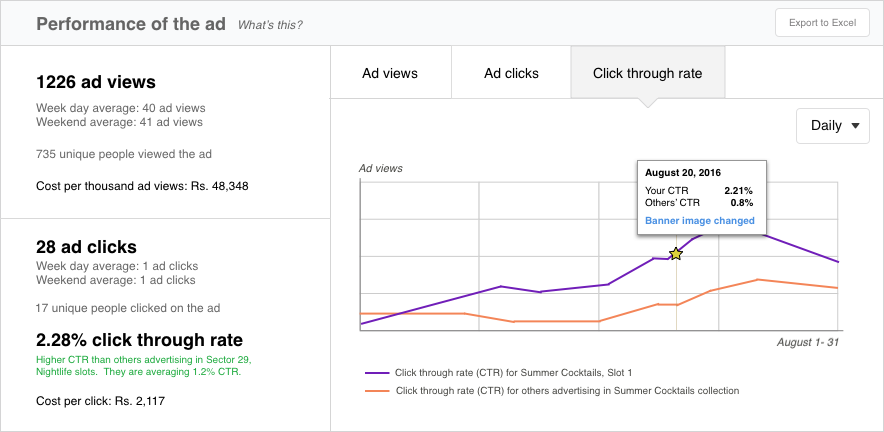 Performance of the ad What's this?
Export to Excel
1226 ad views
Week day average: 40 ad views
Weekend average: 41 ad views
735 unique people viewed the ad
Cost per thousand ad views: Rs. 48,348
28 ad clicks
Week day average: 1 ad clicks
Weekend average: 1 ad clicks
17 unique people clicked on the ad
2.28% click through rate
Higher CTR than others advertising in Sector 29,
Nightlife slots. They are averaging 1.2% CTR.
Cost per click: Rs. 2,117
Ad views
Ad clicks
Click through rate
Daily
Ad views
August 20, 2016
Your CTR 2.21%
Others' CTR 0.8%
Banner image changed
August 1- 31
Click through rate (CTR) for Summer Cocktails, Slot 1
Click through rate (CTR) for others advertising in Summer Cocktails collection